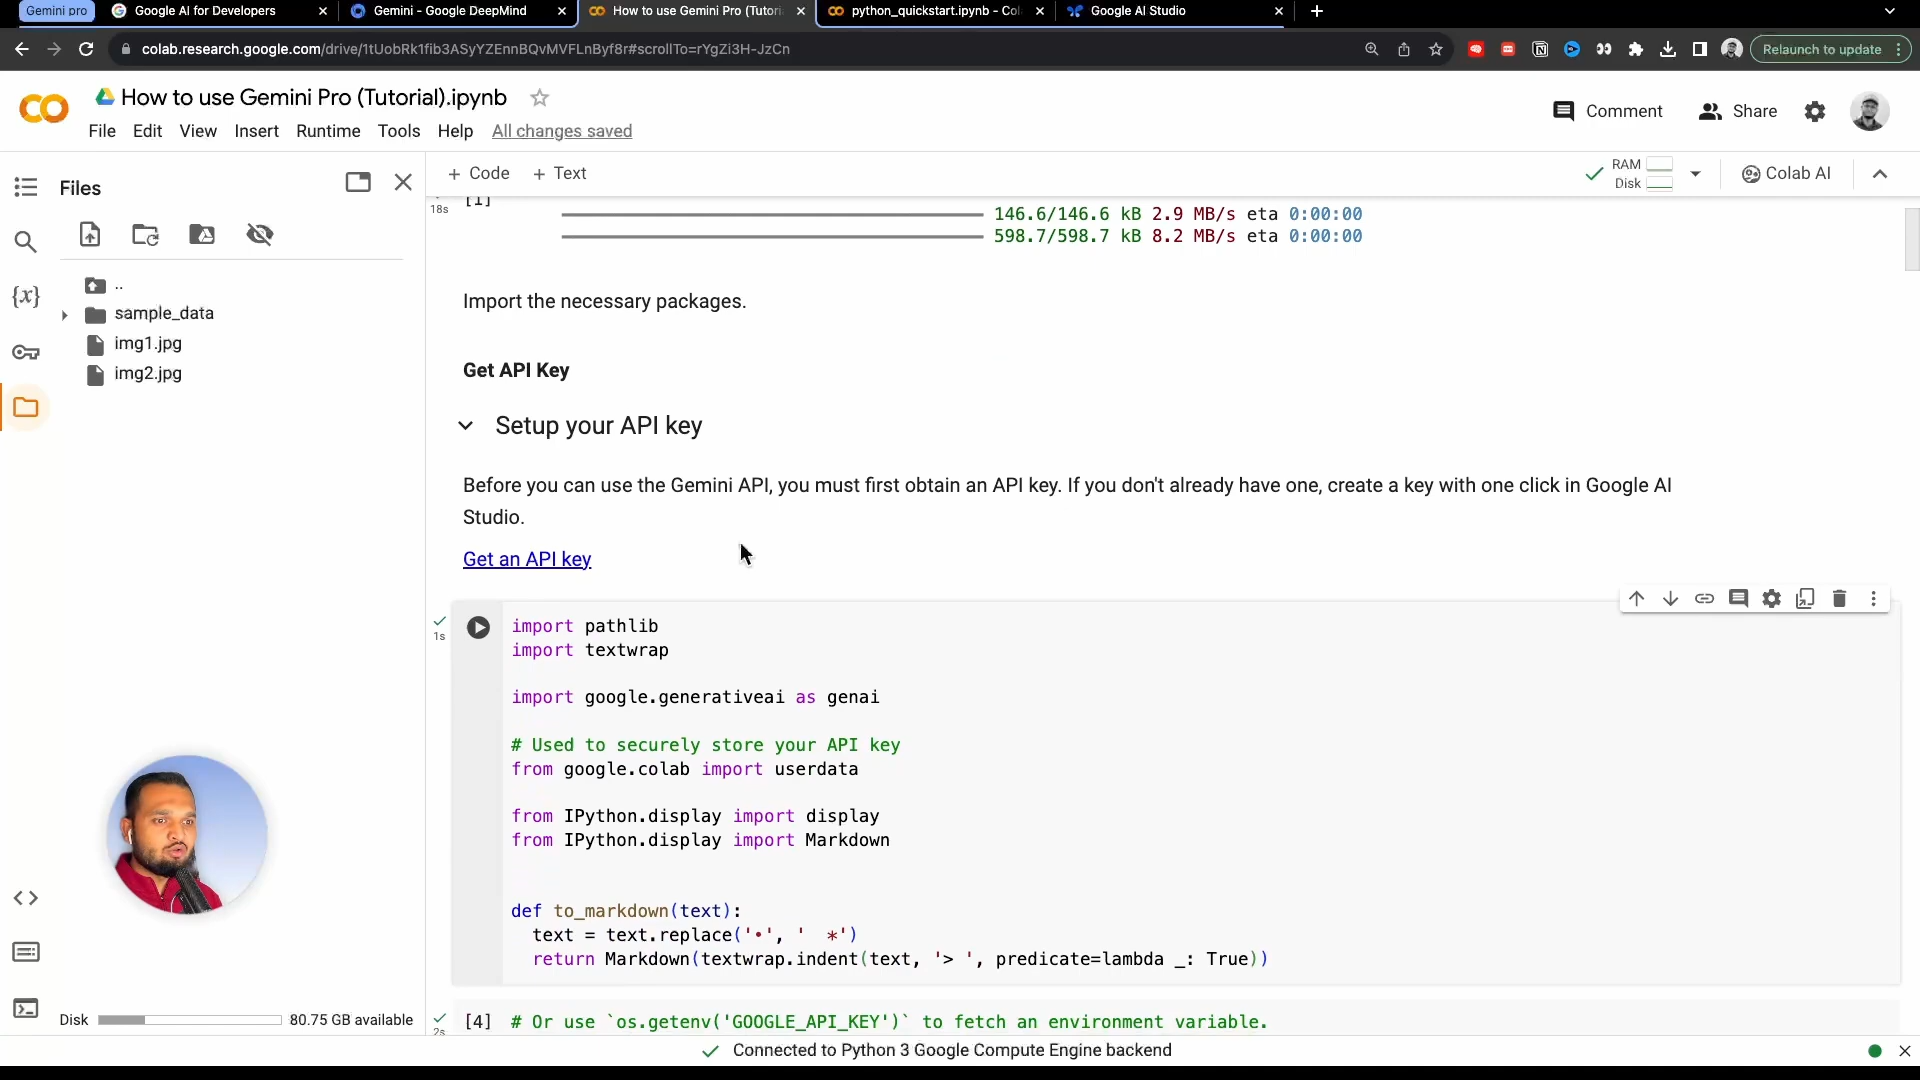 Gemini pro
Google AI for Developers
Gemini - Google DeepMind
How to use Gemini Pro (Tutori
python_quickstart.ipynb - Co
Google AI Studio
colab.research.google.com/drive/1tUobRk1fib3ASyYZEnnBQvMVFLnByf8r#scrollTo=rYgZi3H-JzCn
Relaunch to update
How to use Gemini Pro (Tutorial).ipynb
Comment
Share
File Edit View Insert Runtime Tools Help All changes saved
Files
+ Code + Text
RAM
Disk
Colab AI
18s
[1]
146.6/146.6 kB 2.9 MB/s eta 0:00:00
598.7/598.7 kB 8.2 MB/s eta 0:00:00
..
sample_data
img1.jpg
img2.jpg
Import the necessary packages.
Get API Key
Setup your API key
Before you can use the Gemini API, you must first obtain an API key. If you don't already have one, create a key with one click in Google AI
Studio.
Get an API key
1s
import pathlib
import textwrap
import google.generativeai as genai
# Used to securely store your API key
from google.colab import userdata
from IPython.display import display
from IPython.display import Markdown
def to_markdown(text):
text = text.replace('•', '  *')
return Markdown(textwrap.indent(text, '> ', predicate=lambda _: True))
Disk
80.75 GB available
2s
[4] # Or use `os.getenv('GOOGLE_API_KEY')` to fetch an environment variable.
Connected to Python 3 Google Compute Engine backend